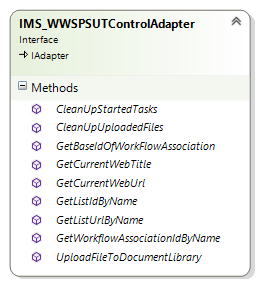 IMS_WWSPSUTControlAdapter
Interface
IAdapter
Methods
CleanUpStartedTasks
CleanUpUploadedFiles
GetBaseIdOfWorkFlowAssociation
GetCurrentWebTitle
GetCurrentWebUrl
GetListIdByName
GetListUrlByName
GetWorkflowAssociationIdByName
UploadFileToDocumentLibrary